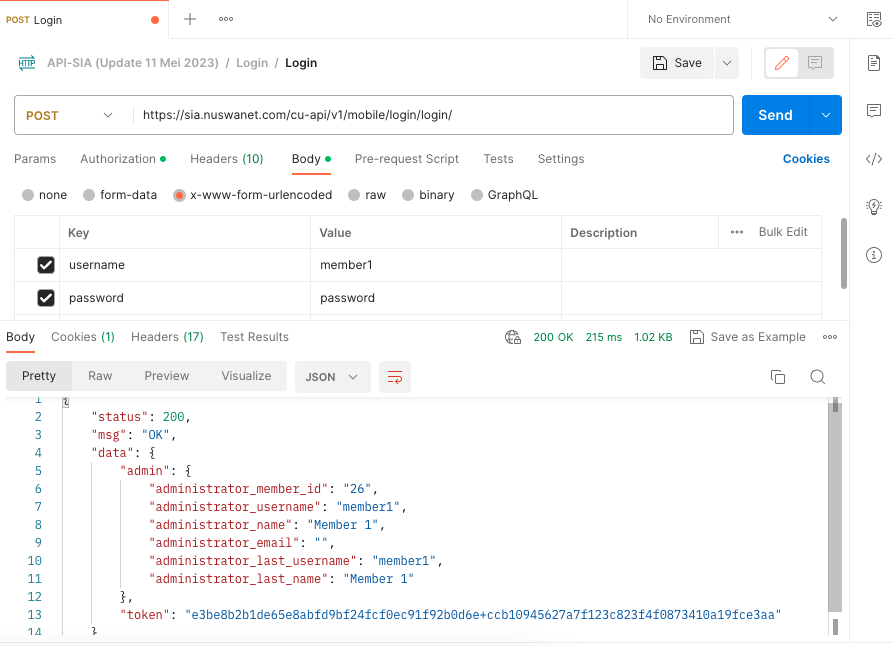 POST Login
No Environment
HTTP API-SIA (Update 11 Mei 2023) / Login / Login
Save
POST https://sia.nuswanet.com/cu-api/v1/mobile/login/login/ Send
Params Authorization Headers (10) Body Pre-request Script Tests Settings Cookies
none form-data x-www-form-urlencoded raw binary GraphQL
Key Value Description Bulk Edit
username member1
password password
Body Cookies (1) Headers (17) Test Results 200 OK 215 ms 1.02 KB Save as Example
Pretty Raw Preview Visualize JSON
1 {
2 "status": 200,
3 "msg": "OK",
4 "data": {
5 "admin": {
6 "administrator_member_id": "26",
7 "administrator_username": "member1",
8 "administrator_name": "Member 1",
9 "administrator_email": "",
10 "administrator_last_username": "member1",
11 "administrator_last_name": "Member 1"
12 },
13 "token": "e3be8b2b1de65e8abfd9bf24fcf0ec91f92b0d6e+ccb10945627a7f123c823f4f0873410a19fce3aa"
14 }